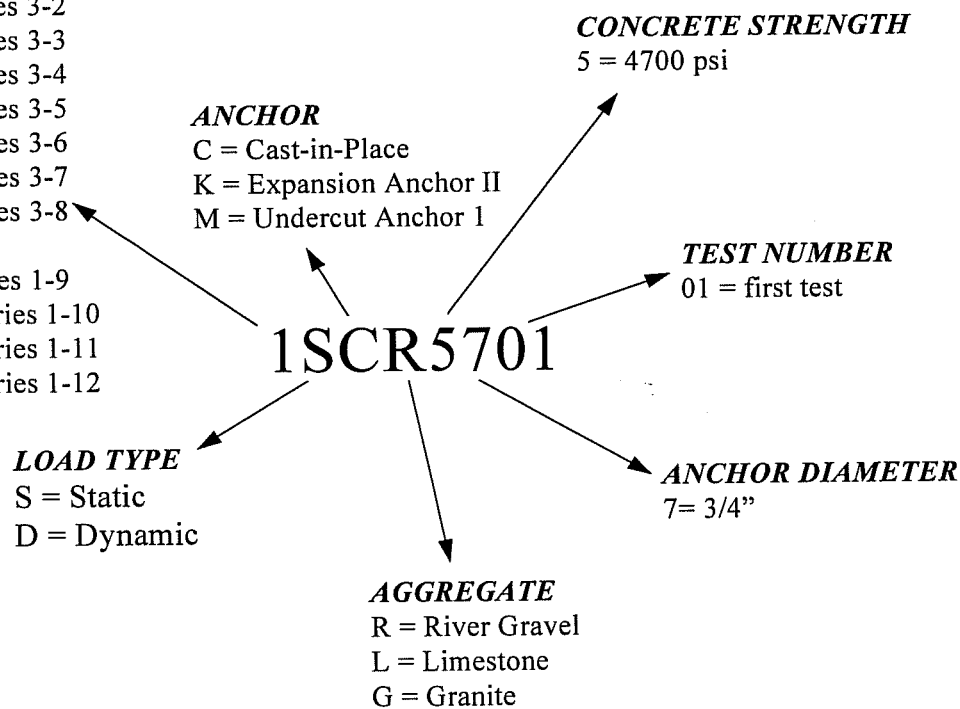 es 3-2
es 3-3
es 3-4
es 3-5
es 3-6
es 3-7
es 3-8
es 1-9
ries 1-10
ries 1-11
ries 1-12
ANCHOR
C = Cast-in-Place
K = Expansion Anchor II
M = Undercut Anchor 1
CONCRETE STRENGTH
5 = 4700 psi
TEST NUMBER
01 = first test
1SCR5701
LOAD TYPE
S = Static
D = Dynamic
ANCHOR DIAMETER
7= 3/4”
AGGREGATE
R = River Gravel
L = Limestone
G = Granite